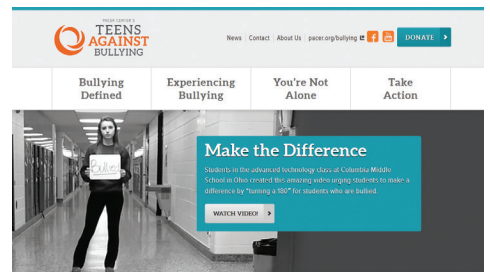 PACER CENTER'S
TEENS
AGAINST
BULLYING
News | Contact | About Us | pacer.org/bullying
DONATE
Bullying
Defined
Experiencing
Bullying
You're Not
Alone
Take
Action
Make the Difference
Students in the advanced technology class at Columbia Middle
School in Ohio created this amazing video urging students to make a
difference by "turning a 180" for students who are bullied.
WATCH VIDEO!